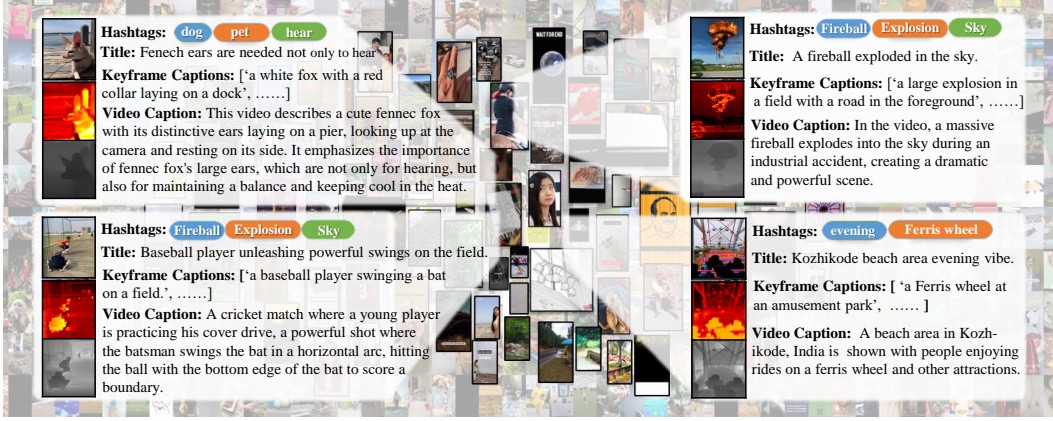 Hashtags: dog pet hear
Title: Fenech ears are needed not only to hear
Keyframe Captions: ['a white fox with a red
collar laying on a dock', ......]
Video Caption: This video describes a cute fennec fox
with its distinctive ears laying on a pier, looking up at the
camera and resting on its side. It emphasizes the importance
of fennec fox's large ears, which are not only for hearing, but
also for maintaining a balance and keeping cool in the heat.
Hashtags: Fireball Explosion Sky
Title: Baseball player unleashing powerful swings on the field.
Keyframe Captions: ['a baseball player swinging a bat
on a field.', ......]
Video Caption: A cricket match where a young player
is practicing his cover drive, a powerful shot where
the batsman swings the bat in a horizontal arc, hitting
the ball with the bottom edge of the bat to score a
boundary.
WAIT FOR END
Hashtags: Fireball Explosion Sky
Title: A fireball exploded in the sky.
Keyframe Captions: ['a large explosion in
a field with a road in the foreground', ......]
Video Caption: In the video, a massive
fireball explodes into the sky during an
industrial accident, creating a dramatic
and powerful scene.
Hashtags: evening Ferris wheel
Title: Kozhikode beach area evening vibe.
Keyframe Captions: [ 'a Ferris wheel at
an amusement park', ...... ]
Video Caption: A beach area in Kozh-
ikode, India is shown with people enjoying
rides on a ferris wheel and other attractions.